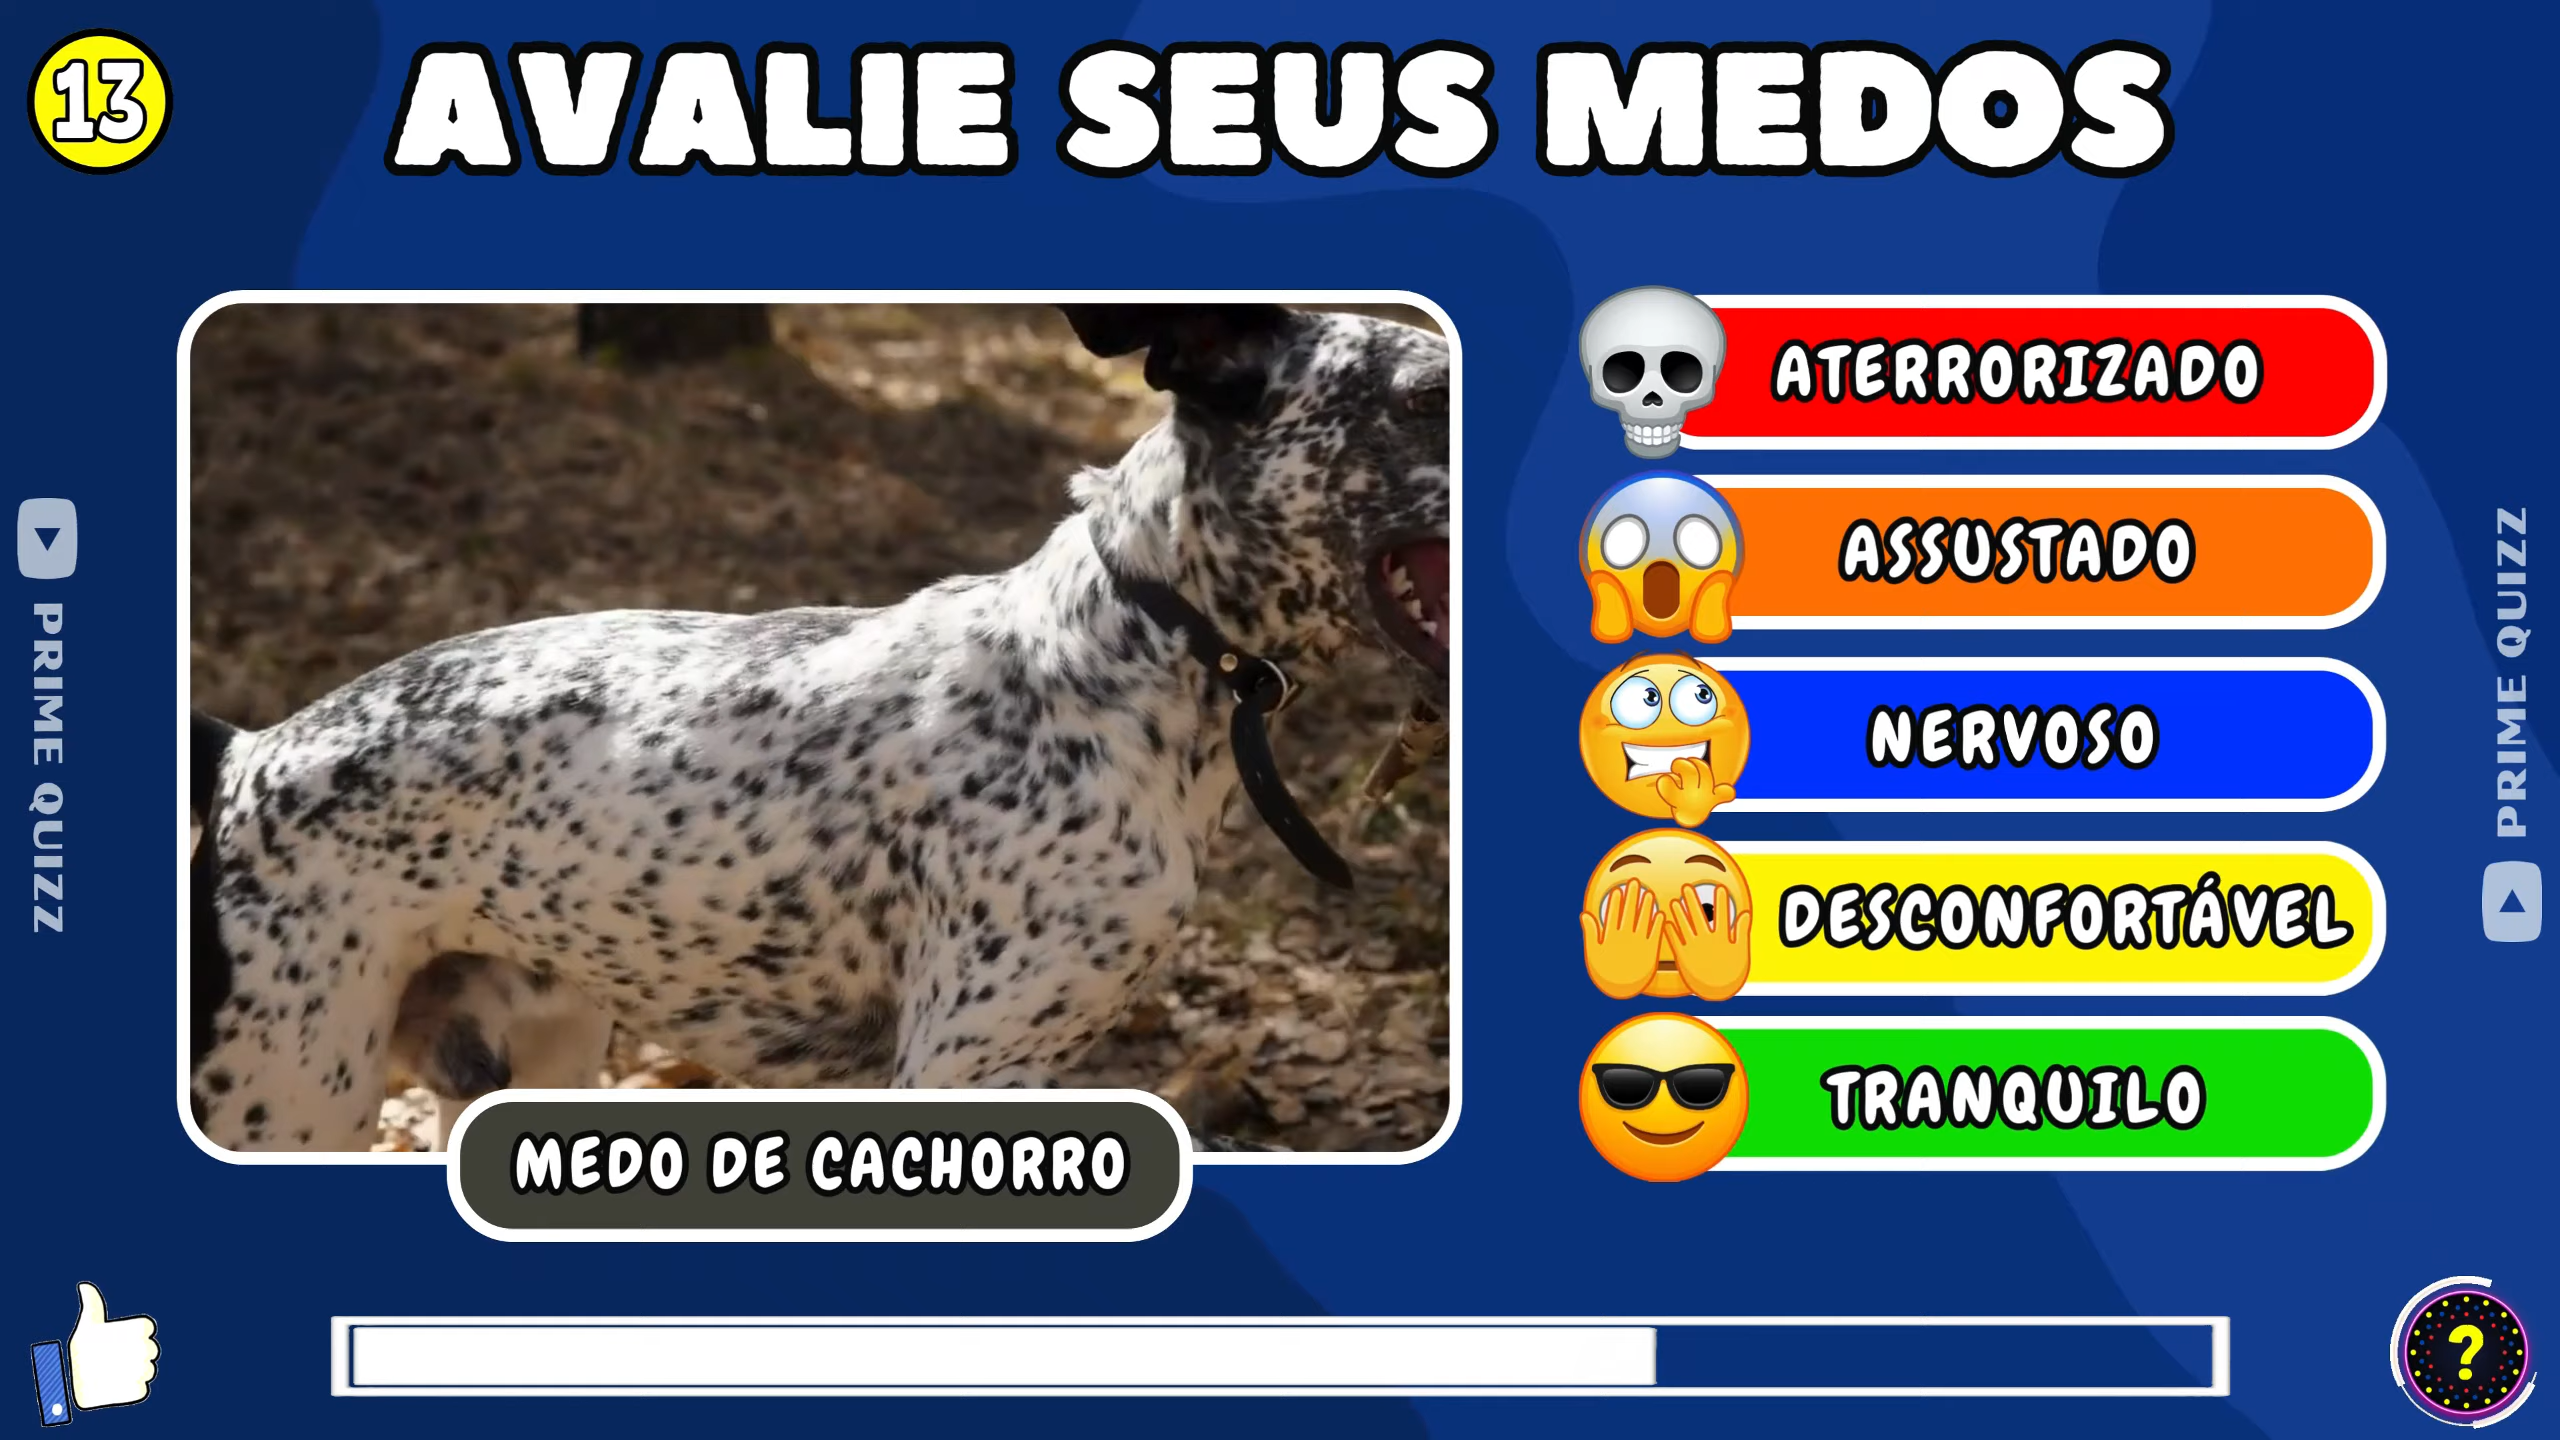 13
AVALIE SEUS MEDOS
ATERRORIZADO
ASSUSTADO
NERVOSO
DESCONFORTÁVEL
TRANQUILO
MEDO DE CACHORRO
PRIME QUIZZ
PRIME QUIZZ
?